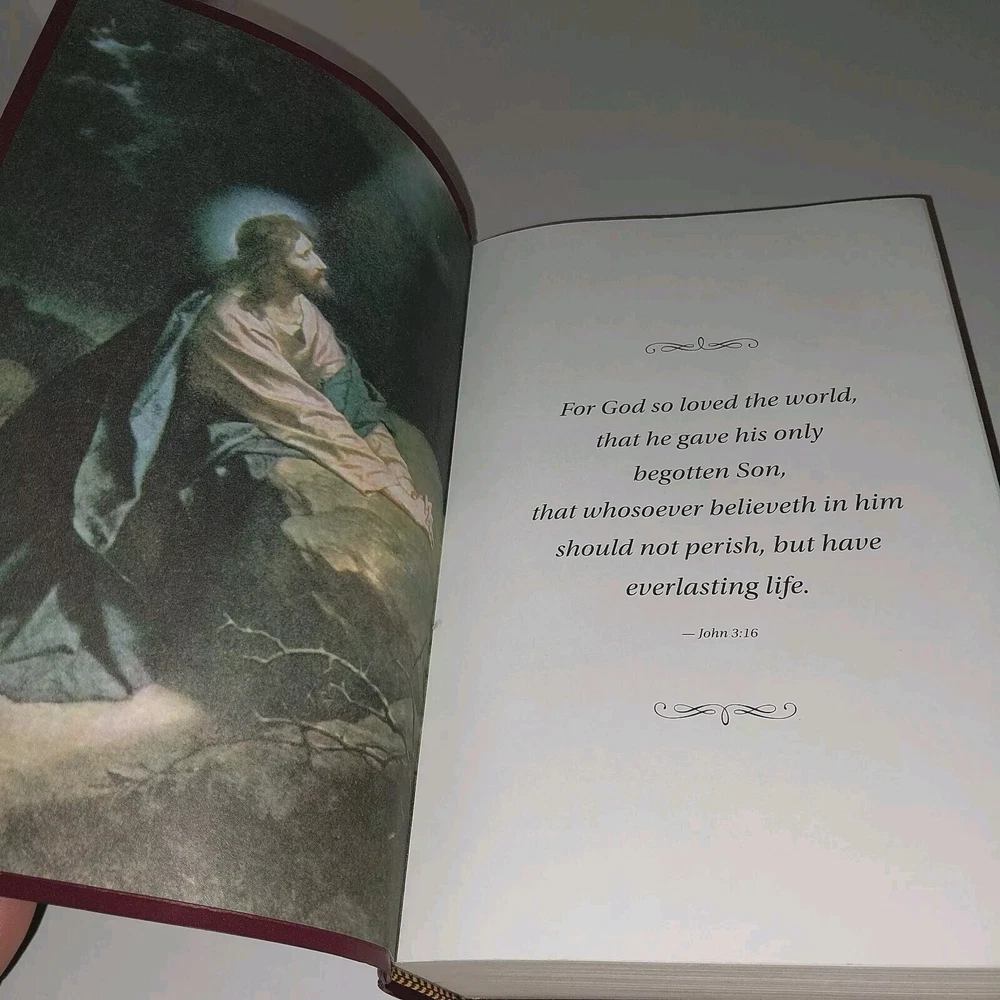 For God so loved the world,
that he gave his only
begotten Son,
that whosoever believeth in him
should not perish, but have
everlasting life.
— John 3:16